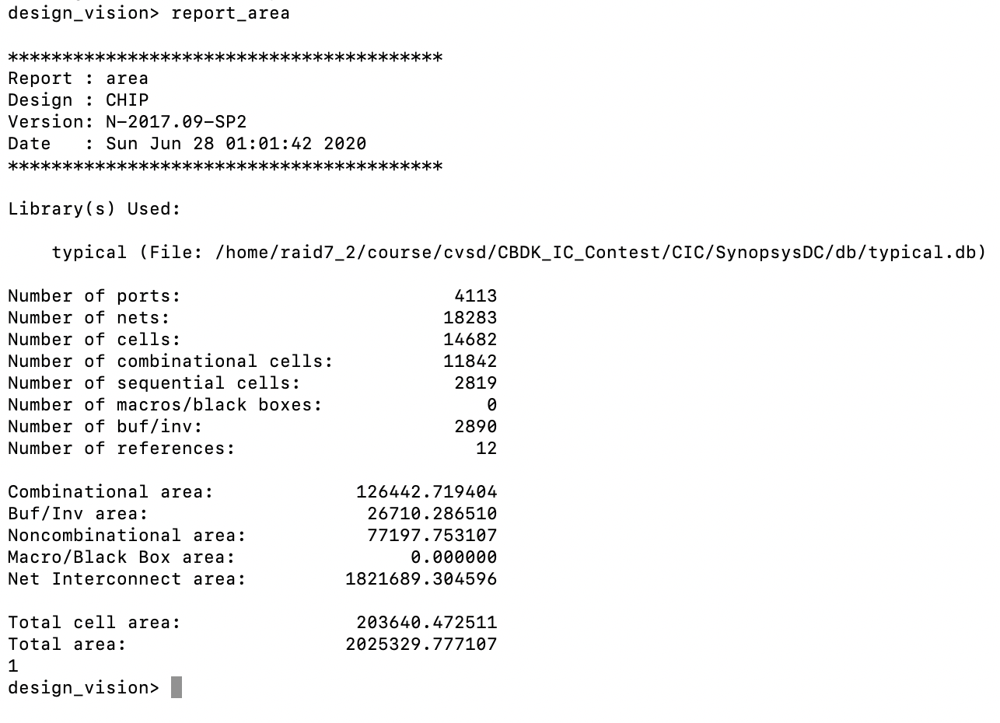 design_vision> report_area
****************************************
Report : area
Design : CHIP
Version: N-2017.09-SP2
Date   : Sun Jun 28 01:01:42 2020
****************************************
Library(s) Used:
    typical (File: /home/raid7_2/course/cvsd/CBDK_IC_Contest/CIC/SynopsysDC/db/typical.db)
Number of ports:                         4113
Number of nets:                         18283
Number of cells:                        14682
Number of combinational cells:          11842
Number of sequential cells:              2819
Number of macros/black boxes:               0
Number of buf/inv:                       2890
Number of references:                      12
Combinational area:             126442.719404
Buf/Inv area:                    26710.286510
Noncombinational area:           77197.753107
Macro/Black Box area:                0.000000
Net Interconnect area:         1821689.304596
Total cell area:                203640.472511
Total area:                    2025329.777107
1
design_vision>